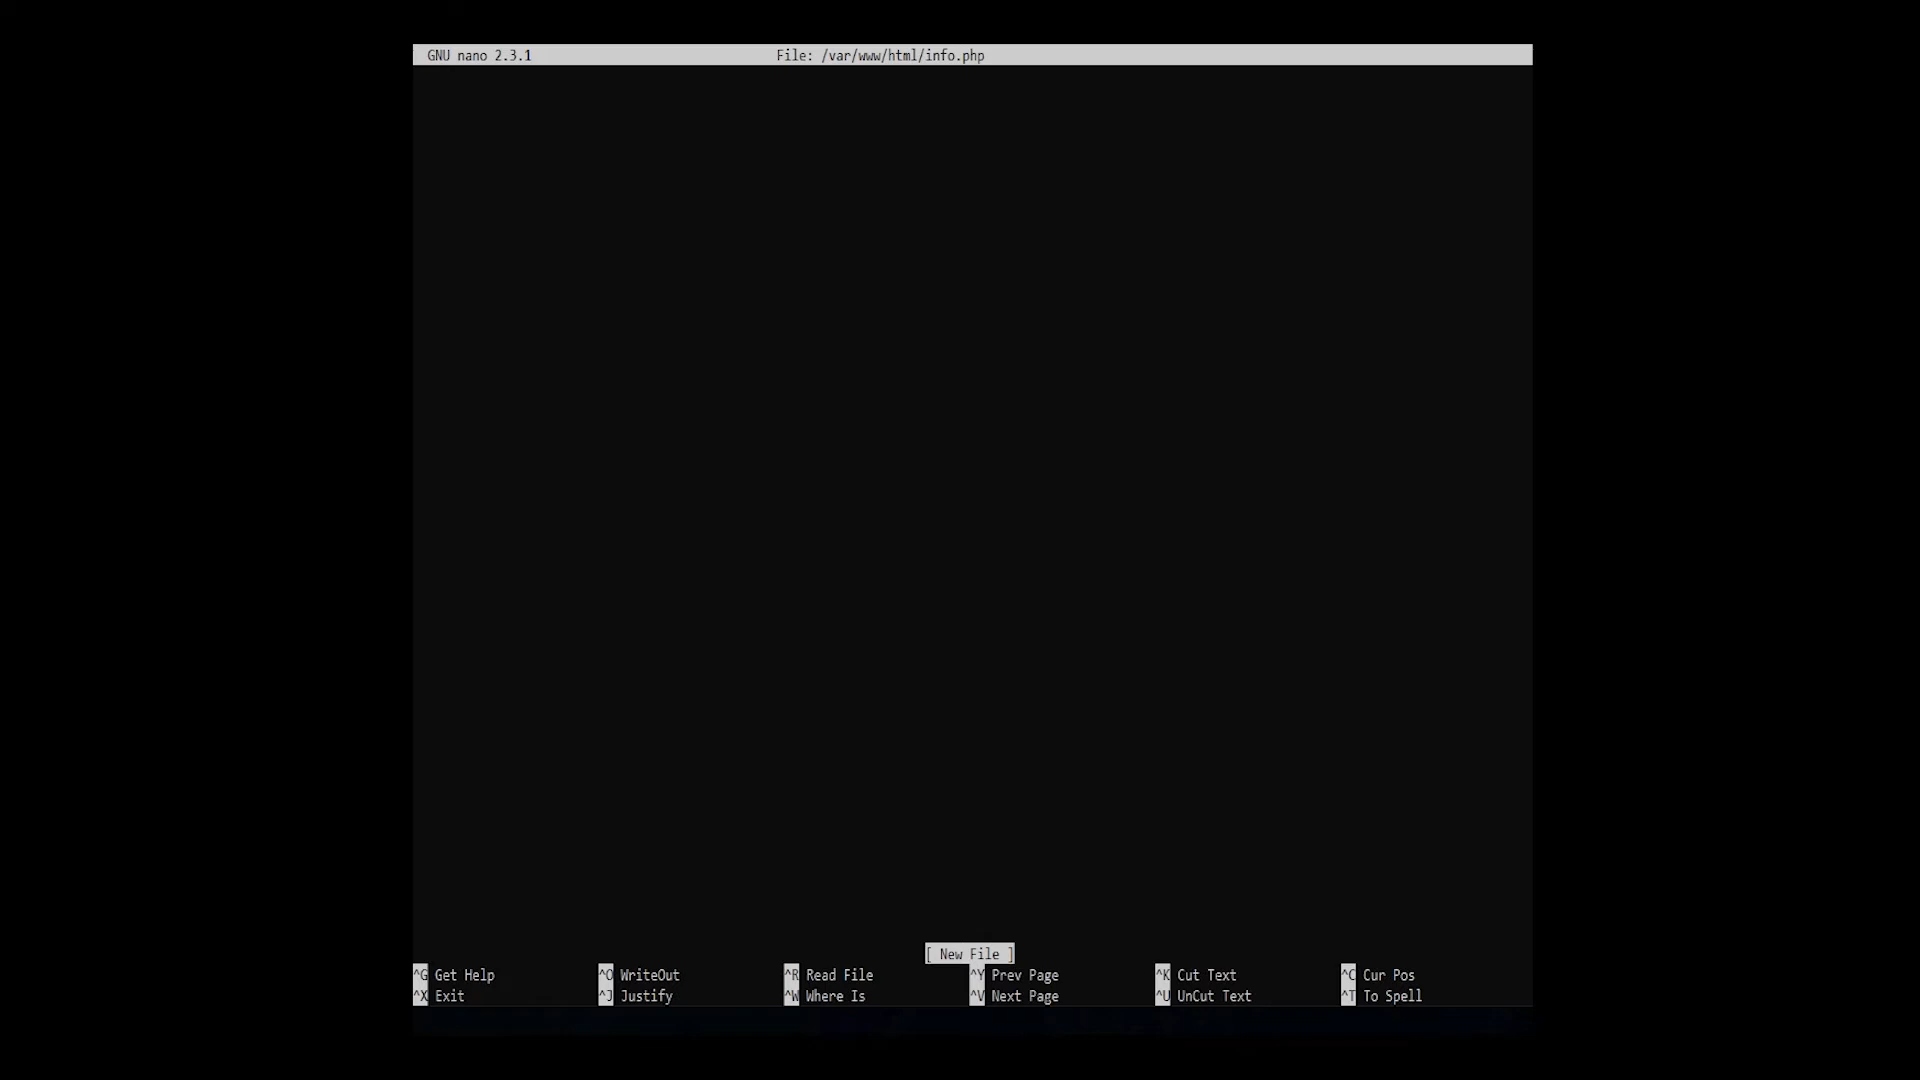 GNU nano 2.3.1 File: /var/www/html/info.php
[ New File ]
^G Get Help ^O WriteOut ^R Read File ^Y Prev Page ^K Cut Text ^C Cur Pos
^X Exit ^J Justify ^W Where Is ^V Next Page ^U UnCut Text ^T To Spell